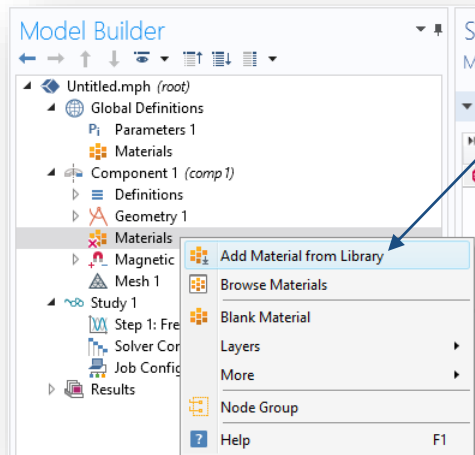 Model Builder
Untitled.mph (root)
Global Definitions
Pi Parameters 1
Materials
Component 1 (comp1)
Definitions
Geometry 1
Materials
Add Material from Library
Magnetic
Browse Materials
Mesh 1
Blank Material
Study 1
Step 1: Fre
Layers
Solver Con
More
Job Config
Results
Node Group
Help F1